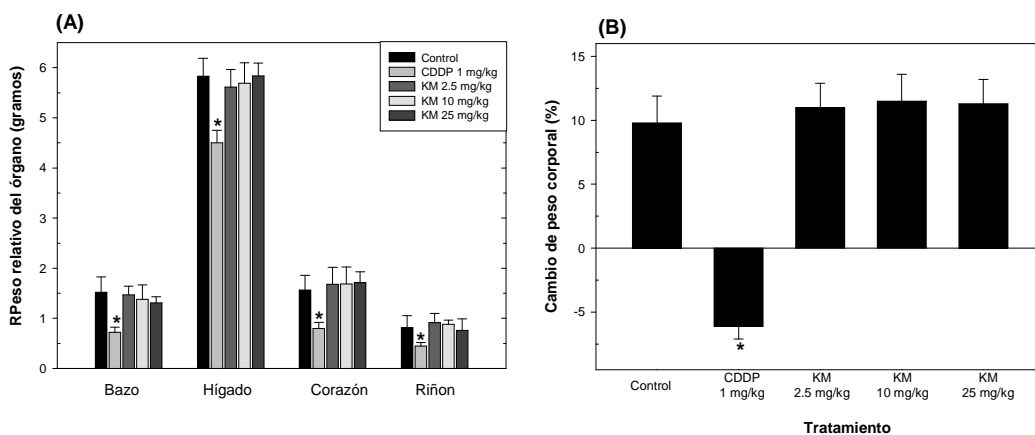 (A)
Control
CDDP 1 mg/kg
KM 2.5 mg/kg
KM 10 mg/kg
KM 25 mg/kg
RPeso relativo del órgano (gramos)
6
5
4
3
2
1
0
*
*
*
*
Bazo Hígado Corazón Riñon
(B)
Cambio de peso corporal (%)
15
10
5
0
-5
*
Control CDDP KM KM KM
1 mg/kg 2.5 mg/kg 10 mg/kg 25 mg/kg
Tratamiento